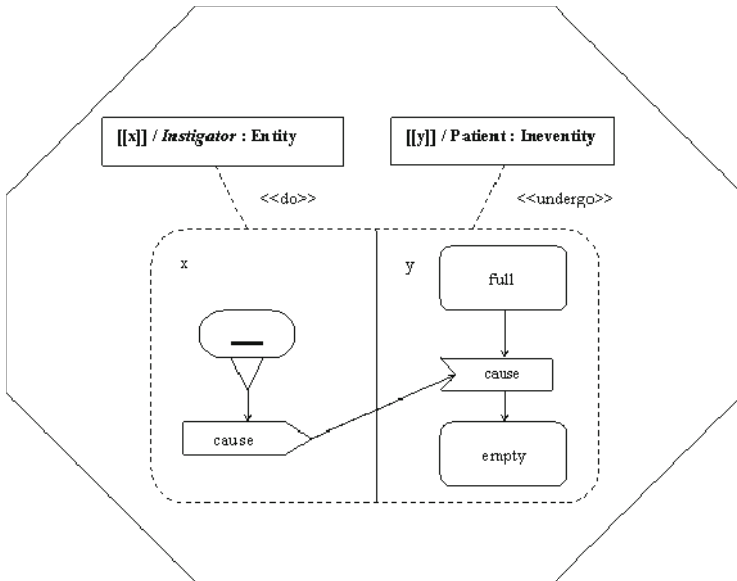 [[x]] / Instigator : Entity
[[y]] / Patient : Ineventity
<<do>>
<<undergo>>
x
y
full
cause
cause
empty